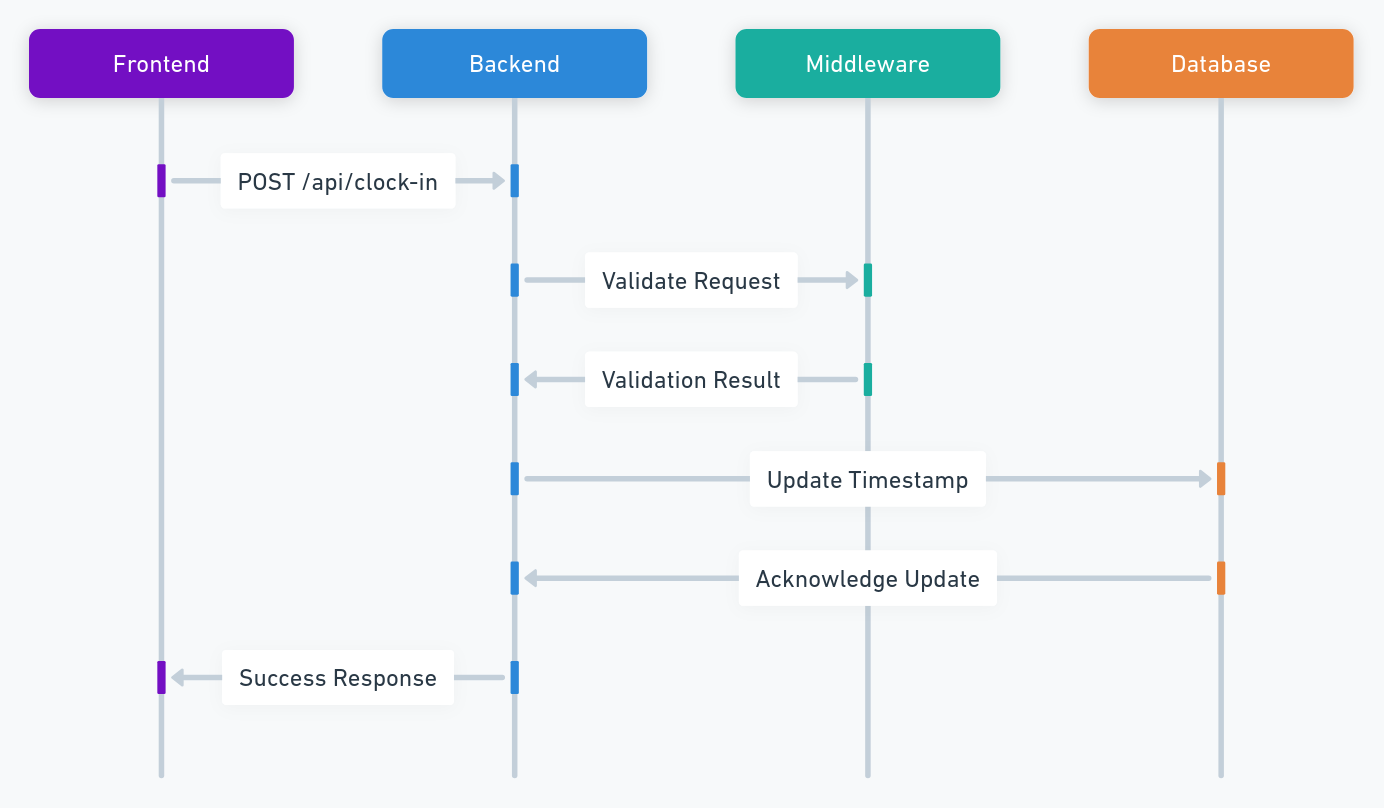 Frontend
Backend
Middleware
Database
POST /api/clock-in
Validate Request
Validation Result
Update Timestamp
Acknowledge Update
Success Response